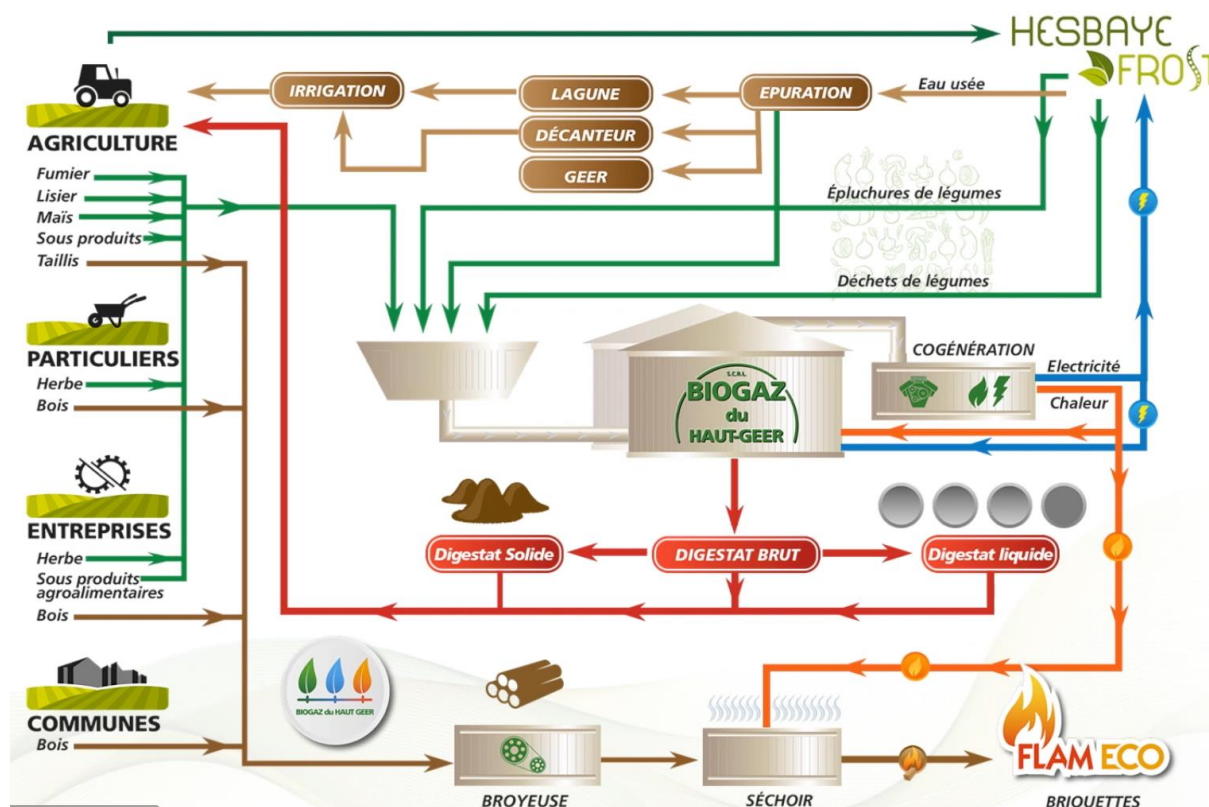 HESBAYE
FROST
Eau usée
EPURATION
LAGUNE
DÉCANTEUR
GEER
IRRIGATION
AGRICULTURE
Fumier
Lisier
Maïs
Sous produits
Taillis
Épluchures de légumes
Déchets de légumes
PARTICULIERS
Herbe
Bois
COGÉNÉRATION
Electricité
Chaleur
S.C.R.L.
BIOGAZ
du
HAUT-GEER
ENTREPRISES
Herbe
Sous produits
agroalimentaires
Bois
Digestat Solide
DIGESTAT BRUT
Digestat liquide
COMMUNES
Bois
BIOGAZ du HAUT GEER
BROYEUSE
SÉCHOIR
FLAM ECO
BRIQUETTES